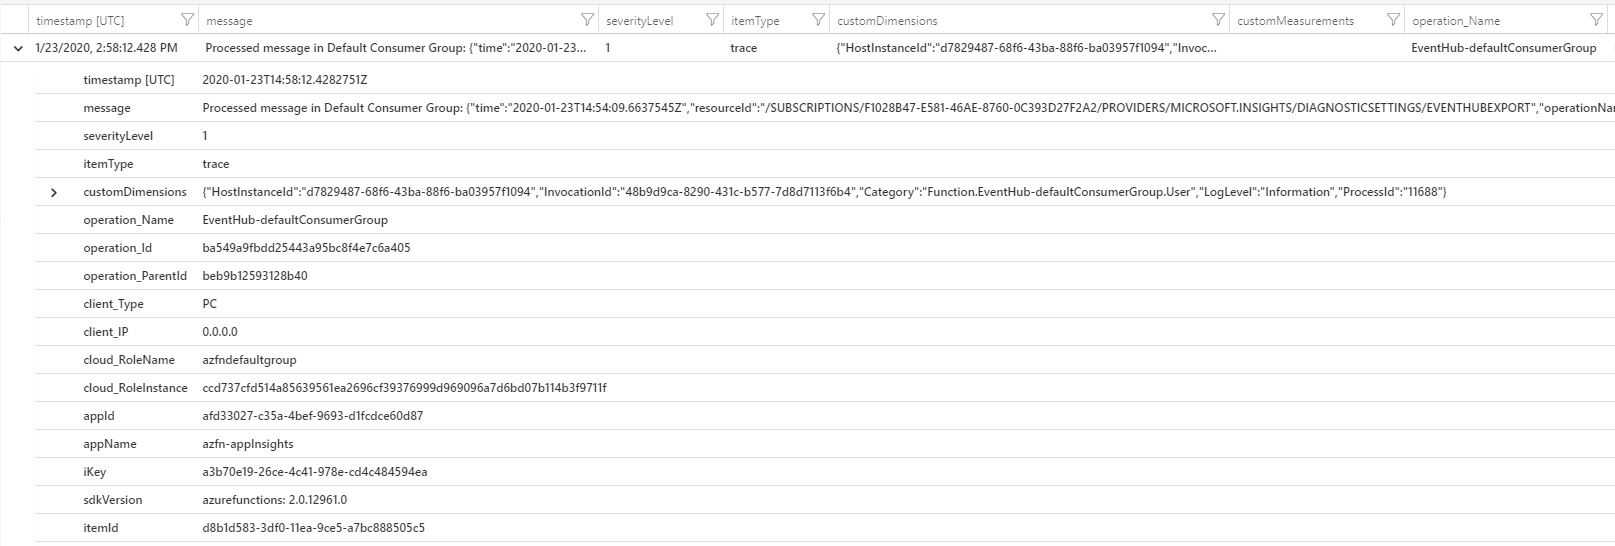 timestamp [UTC] message severityLevel itemType customDimensions customMeasurements operation_Name
1/23/2020, 2:58:12.428 PM Processed message in Default Consumer Group: {"time":"2020-01-23... 1 trace {"HostInstanceId":"d7829487-68f6-43ba-88f6-ba03957f1094","Invoc... EventHub-defaultConsumerGroup
timestamp [UTC] 2020-01-23T14:58:12.4282751Z
message Processed message in Default Consumer Group: {"time":"2020-01-23T14:54:09.6637545Z","resourceId":"/SUBSCRIPTIONS/F1028B47-E581-46AE-8760-0C393D27F2A2/PROVIDERS/MICROSOFT.INSIGHTS/DIAGNOSTICSETTINGS/EVENTHUBEXPORT","operationNa
severityLevel 1
itemType trace
customDimensions {"HostInstanceId":"d7829487-68f6-43ba-88f6-ba03957f1094","InvocationId":"48b9d9ca-8290-431c-b577-7d8d7113f6b4","Category":"Function.EventHub-defaultConsumerGroup.User","LogLevel":"Information","ProcessId":"11688"}
operation_Name EventHub-defaultConsumerGroup
operation_Id ba549a9fbdd25443a95bc8f4e7c6a405
operation_ParentId beb9b12593128b40
client_Type PC
client_IP 0.0.0.0
cloud_RoleName azfndefaultgroup
cloud_RoleInstance ccd737cfd514a85639561ea2696cf39376999d969096a7d6bd07b114b3f9711f
appId afd33027-c35a-4bef-9693-d1fcdce60d87
appName azfn-appInsights
iKey a3b70e19-26ce-4c41-978e-cd4c484594ea
sdkVersion azurefunctions: 2.0.12961.0
itemId d8b1d583-3df0-11ea-9ce5-a7bc888505c5